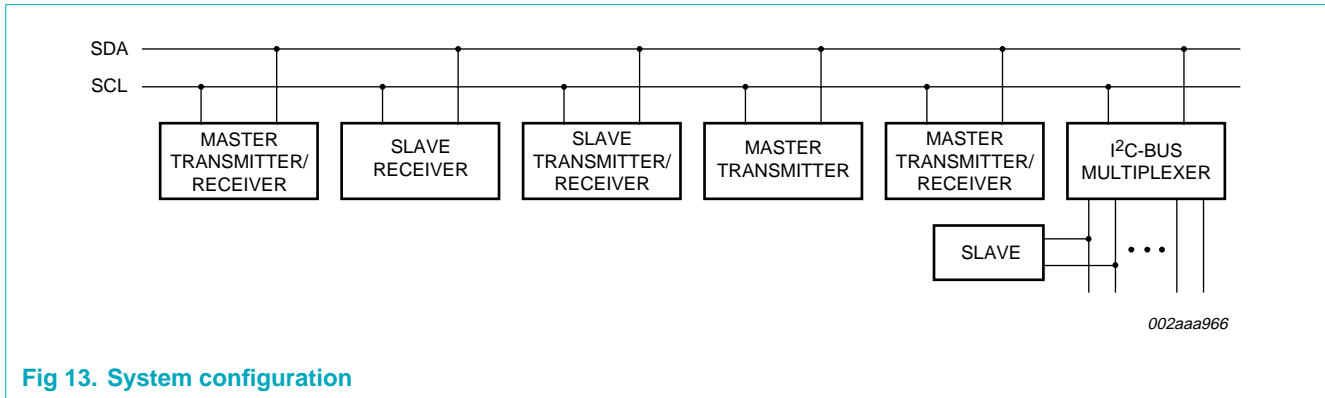 SDA
SCL
MASTER
TRANSMITTER/
RECEIVER
SLAVE
RECEIVER
SLAVE
TRANSMITTER/
RECEIVER
MASTER
TRANSMITTER
MASTER
TRANSMITTER/
RECEIVER
I²C-BUS
MULTIPLEXER
SLAVE
002aaa966
Fig 13. System configuration